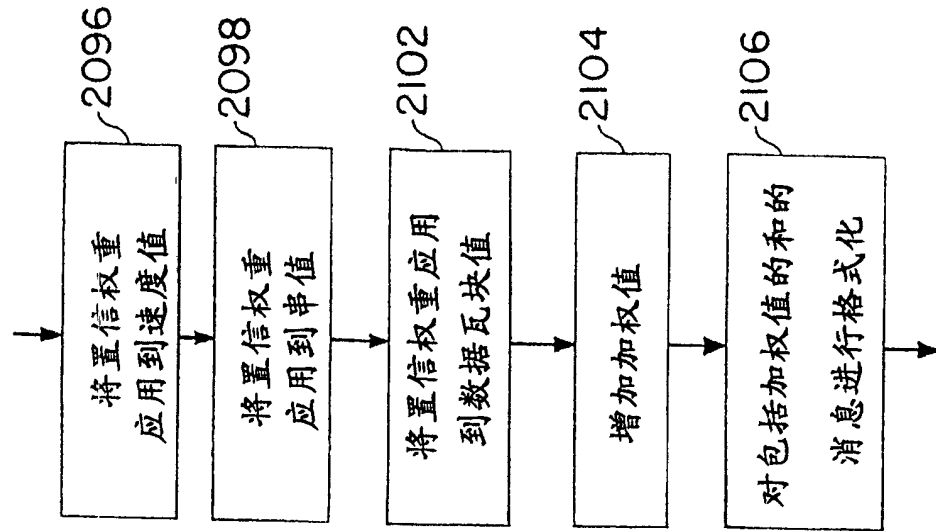 2096
将置信权重
应用到速度值
2098
将置信权重
应用到串值
2102
将置信权重应用
到数据瓦块值
2104
增加加权值
2106
对包括加权值的和的
消息进行格式化